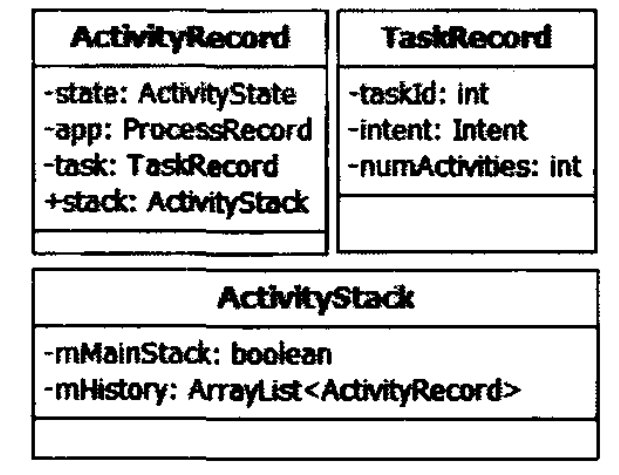 ActivityRecord
-state: ActivityState
-app: ProcessRecord
-task: TaskRecord
+stack: ActivityStack
TaskRecord
-taskId: int
-intent: Intent
-numActivities: int
ActivityStack
-mMainStack: boolean
-mHistory: ArrayList<ActivityRecord>